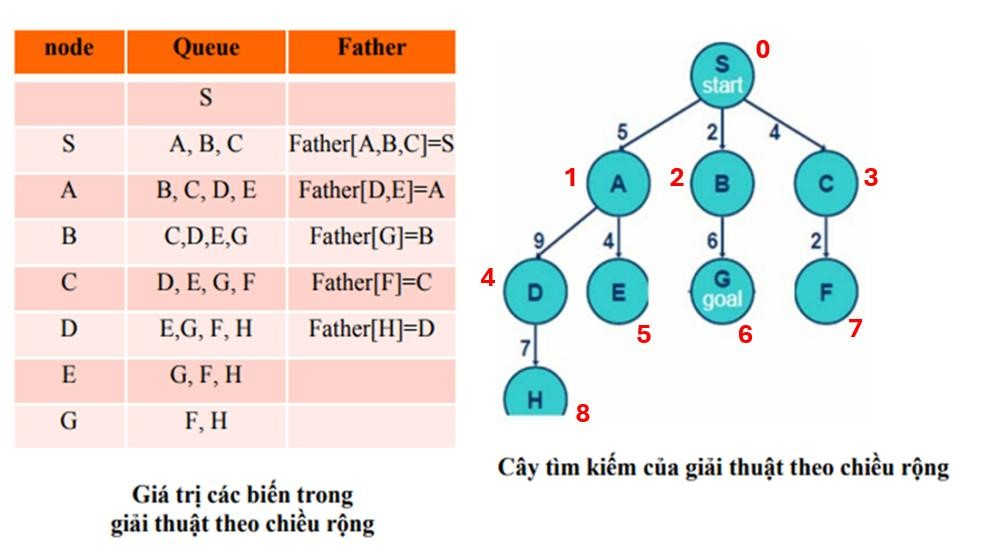 node Queue Father
S
S A, B, C Father[A,B,C]=S
A B, C, D, E Father[D,E]=A
B C,D,E,G Father[G]=B
C D, E, G, F Father[F]=C
D E,G, F, H Father[H]=D
E G, F, H
G F, H
Giá trị các biến trong
giải thuật theo chiều rộng
S 0
start
5 2 4
1 A 2 B C 3
9 4 6 2
4 D E G F
goal
5 6 7
7
H 8
Cây tìm kiếm của giải thuật theo chiều rộng